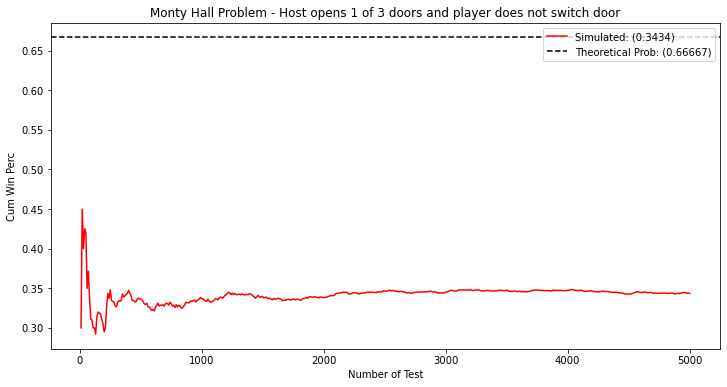 Monty Hall Problem - Host opens 1 of 3 doors and player does not switch door
Simulated: (0.3434)
Theoretical Prob: (0.66667)
Cum Win Perc
0.65
0.60
0.55
0.50
0.45
0.40
0.35
0.30
0
1000
2000
3000
4000
5000
Number of Test